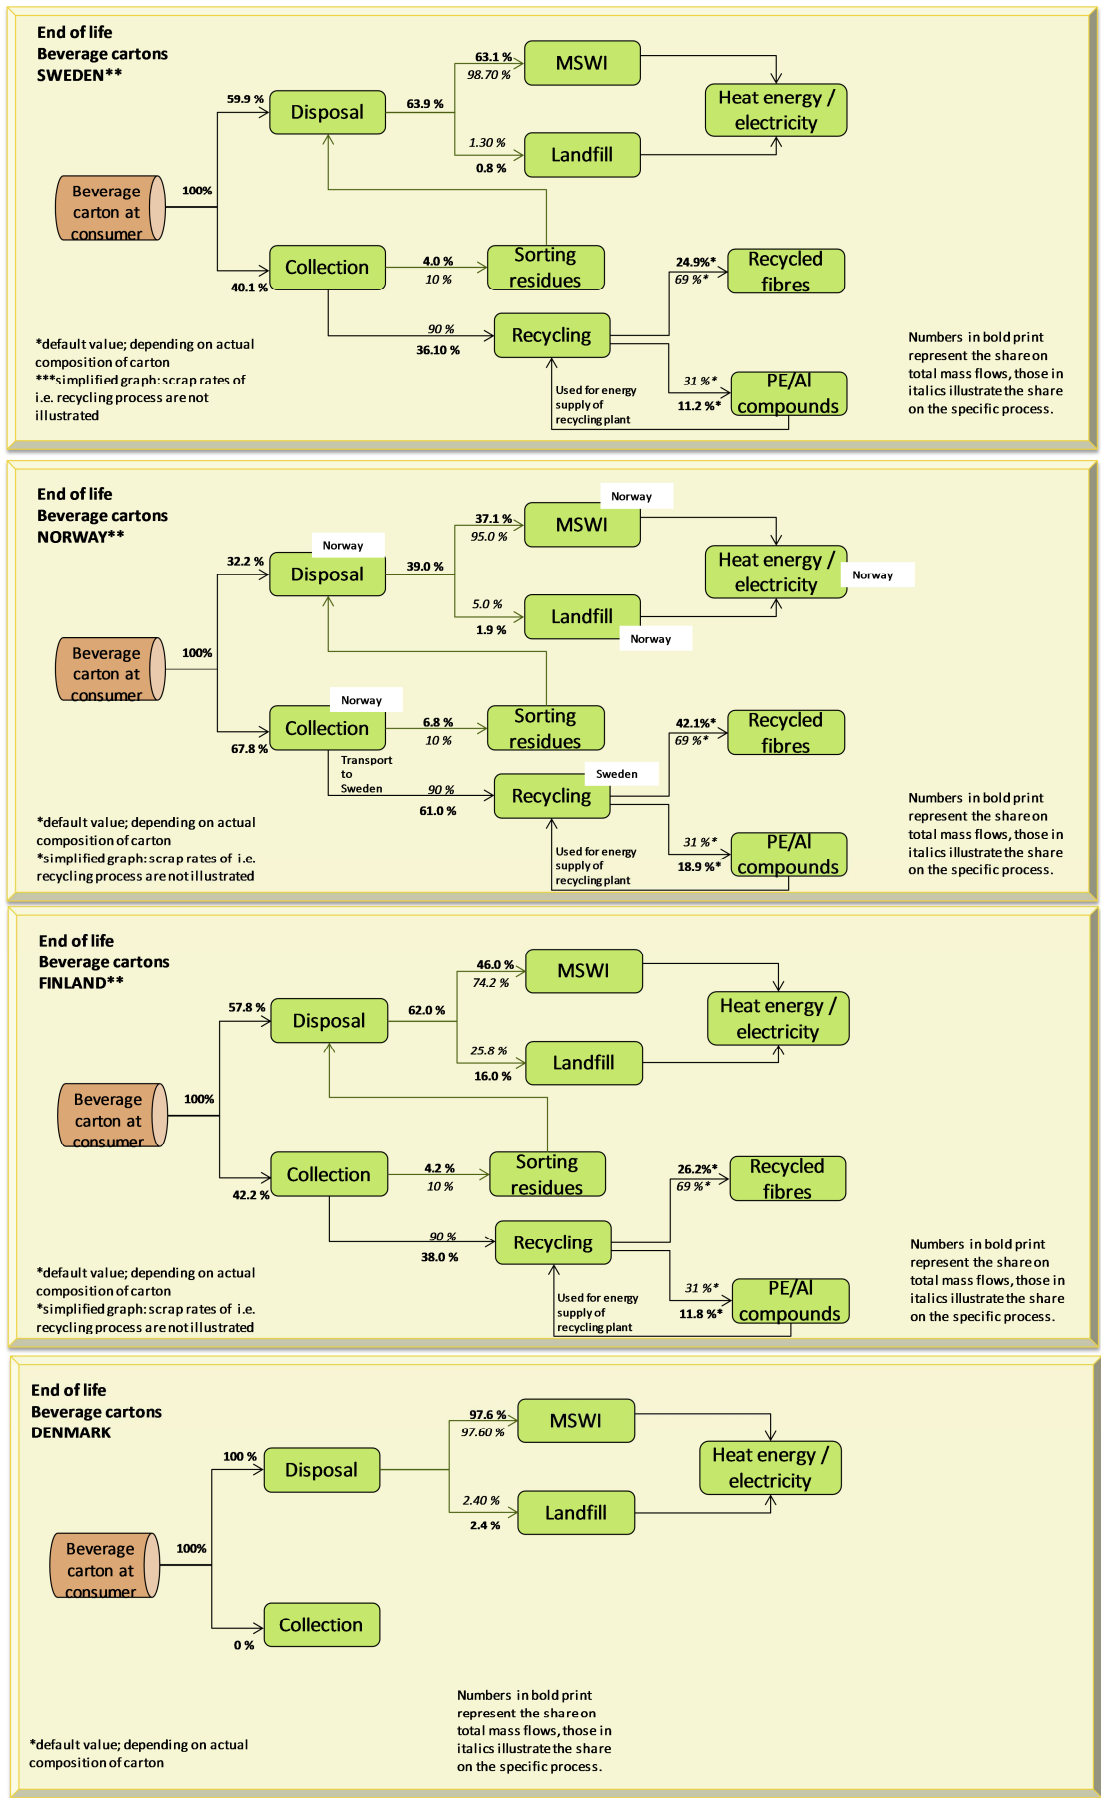 End of life
Beverage cartons
SWEDEN**
63.1 %
98.70 %
MSWI
Heat energy /
electricity
59.9 %
Disposal
63.9 %
1.30 %
0.8 %
Landfill
Beverage
carton at
consumer
100%
Collection
40.1 %
4.0 %
10 %
Sorting
residues
24.9%*
69 %*
Recycled
fibres
90 %
36.10 %
Recycling
31 %*
11.2 %*
PE/Al
compounds
Used for energy
supply of
recycling plant
*default value; depending on actual
composition of carton
***simplified graph: scrap rates of
i.e. recycling process are not
illustrated
Numbers in bold print
represent the share on
total mass flows, those in
italics illustrate the share
on the specific process.
End of life
Beverage cartons
NORWAY**
37.1 %
95.0 %
MSWI
Norway
Heat energy /
electricity
Norway
32.2 %
Disposal
Norway
39.0 %
5.0 %
1.9 %
Landfill
Norway
Beverage
carton at
consumer
100%
Collection
Norway
67.8 %
6.8 %
10 %
Sorting
residues
42.1%*
69 %*
Recycled
fibres
Transport
to
Sweden
90 %
61.0 %
Recycling
Sweden
31 %*
18.9 %*
PE/Al
compounds
Used for energy
supply of
recycling plant
*default value; depending on actual
composition of carton
*simplified graph: scrap rates of i.e.
recycling process are not illustrated
Numbers in bold print
represent the share on
total mass flows, those in
italics illustrate the share
on the specific process.
End of life
Beverage cartons
FINLAND**
46.0 %
74.2 %
MSWI
Heat energy /
electricity
57.8 %
Disposal
62.0 %
25.8 %
16.0 %
Landfill
Beverage
carton at
consumer
100%
Collection
42.2 %
4.2 %
10 %
Sorting
residues
26.2%*
69 %*
Recycled
fibres
90 %
38.0 %
Recycling
31 %*
11.8 %*
PE/Al
compounds
Used for energy
supply of
recycling plant
*default value; depending on actual
composition of carton
*simplified graph: scrap rates of i.e.
recycling process are not illustrated
Numbers in bold print
represent the share on
total mass flows, those in
italics illustrate the share
on the specific process.
End of life
Beverage cartons
DENMARK
97.6 %
97.60 %
MSWI
Heat energy /
electricity
100 %
Disposal
2.40 %
2.4 %
Landfill
Beverage
carton at
consumer
100%
Collection
0 %
Numbers in bold print
represent the share on
total mass flows, those in
italics illustrate the share
on the specific process.
*default value; depending on actual
composition of carton